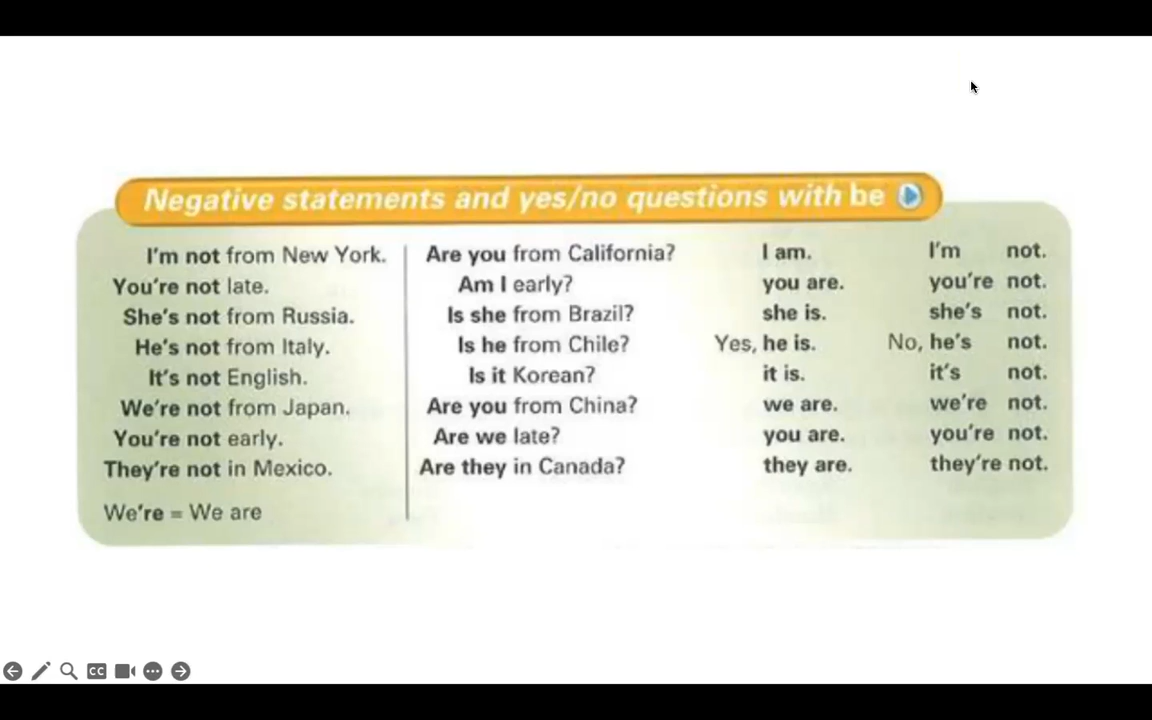 Negative statements and yes/no questions with be
I'm not from New York.
You're not late.
She's not from Russia.
He's not from Italy.
It's not English.
We're not from Japan.
You're not early.
They're not in Mexico.
We're = We are
Are you from California?
Am I early?
Is she from Brazil?
Is he from Chile?
Is it Korean?
Are you from China?
Are we late?
Are they in Canada?
I am.
you are.
she is.
Yes, he is.
it is.
we are.
you are.
they are.
I'm not.
you're not.
she's not.
No, he's not.
it's not.
we're not.
you're not.
they're not.
CC